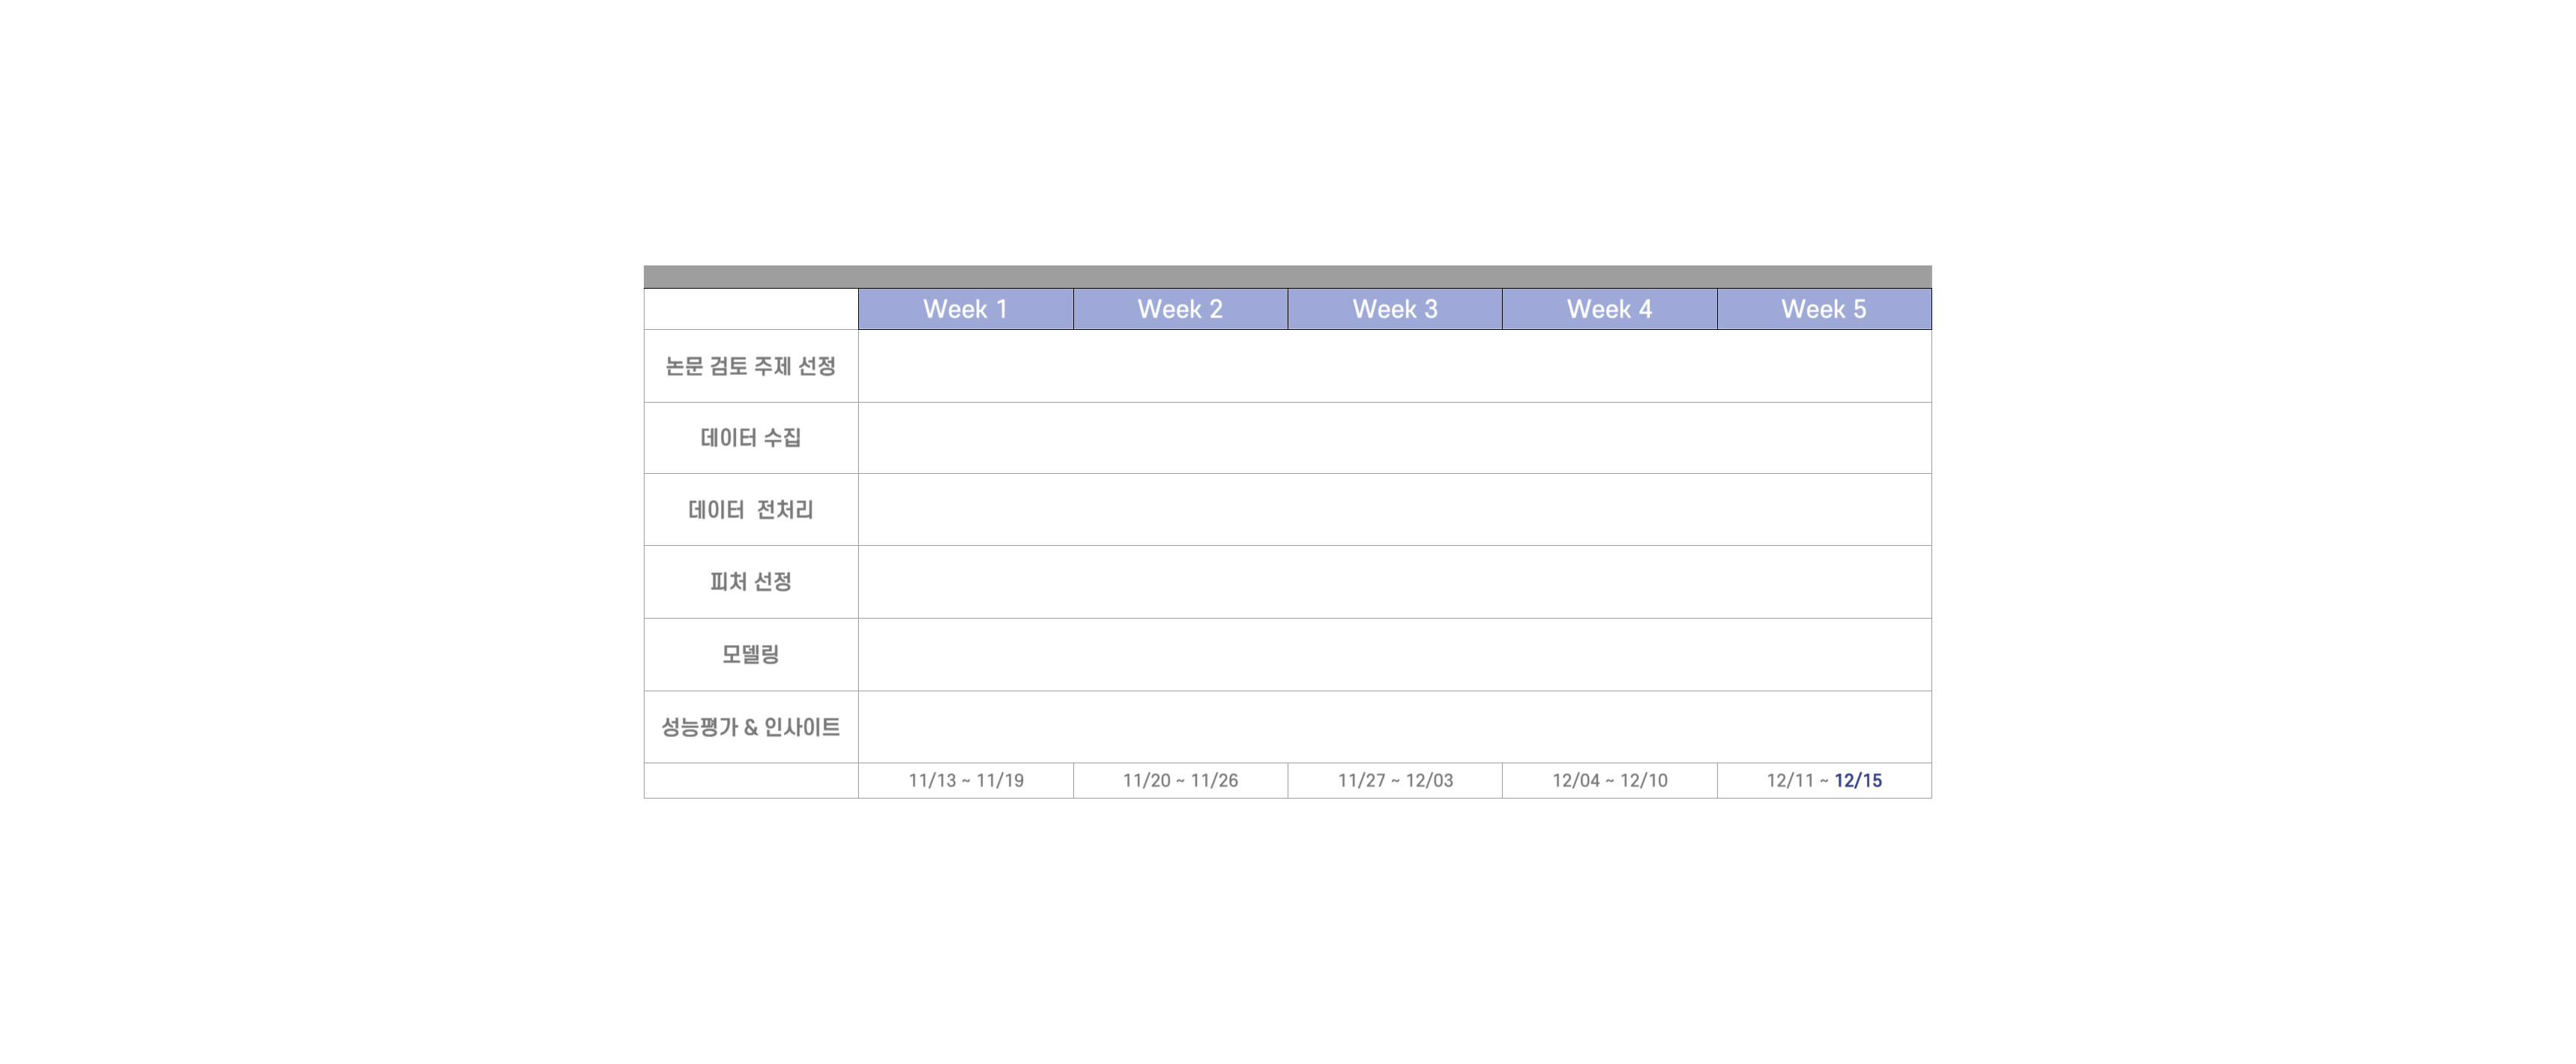 Week 1 Week 2 Week 3 Week 4 Week 5
논문 검토 주제 선정
데이터 수집
데이터  전처리
피처 선정
모델링
성능평가 & 인사이트
11/13 ~ 11/19 11/20 ~ 11/26 11/27 ~ 12/03 12/04 ~ 12/10 12/11 ~ 12/15